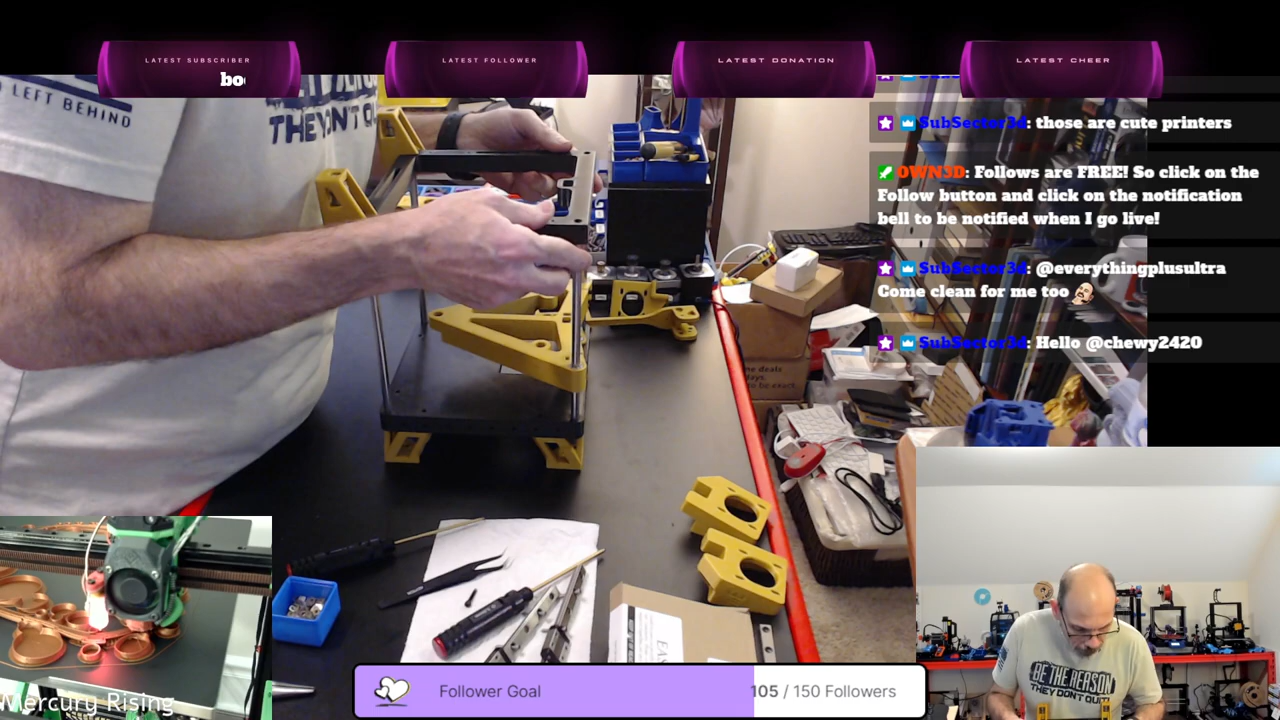 LATEST SUBSCRIBER
LATEST FOLLOWER
LATEST DONATION
LATEST CHEER
LEFT BEHIND
THEY DON'T QUIT
SubSector3d: those are cute printers
OWN3D: Follows are FREE! So click on the
Follow button and click on the notification
bell to be notified when I go live!
SubSector3d: @everythingplusultra
Come clean for me too
SubSector3d: Hello @chewy2420
BE THE REASON
THEY DON'T QUIT
Mercury Rising
Follower Goal
105 / 150 Followers